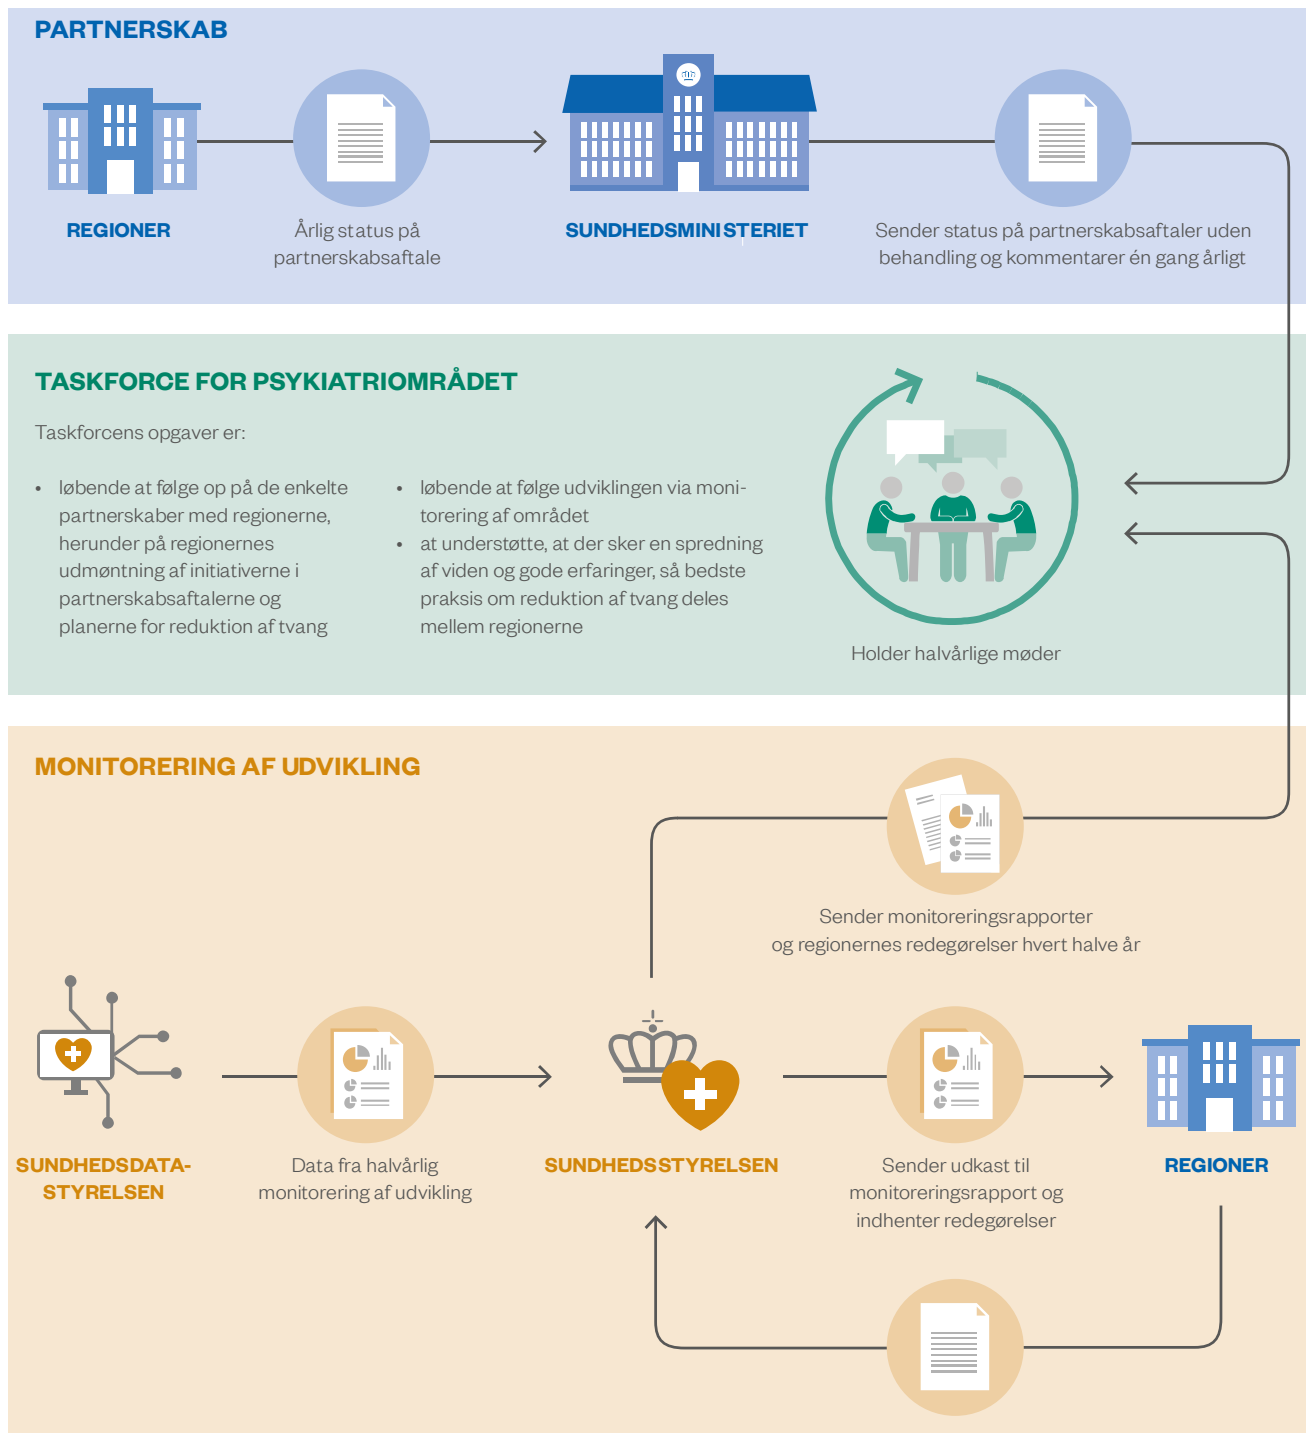 PARTNERSKAB
REGIONER
Årlig status på
partnerskabsaftale
SUNDHEDSMINISTERIET
Sender status på partnerskabsaftaler uden
behandling og kommentarer én gang årligt
TASKFORCE FOR PSYKIATRIOMRÅDET
Taskforcens opgaver er:
• løbende at følge op på de enkelte
partnerskaber med regionerne,
herunder på regionernes
udmøntning af initiativerne i
partnerskabsaftalerne og
planerne for reduktion af tvang
• løbende at følge udviklingen via moni-
torering af området
• at understøtte, at der sker en spredning
af viden og gode erfaringer, så bedste
praksis om reduktion af tvang deles
mellem regionerne
Holder halvårlige møder
MONITORERING AF UDVIKLING
Sender monitoreringsrapporter
og regionernes redegørelser hvert halve år
SUNDHEDSDATA-
STYRELSEN
Data fra halvårlig
monitorering af udvikling
SUNDHEDSSTYRELSEN
Sender udkast til
monitoreringsrapport og
indhenter redegørelser
REGIONER